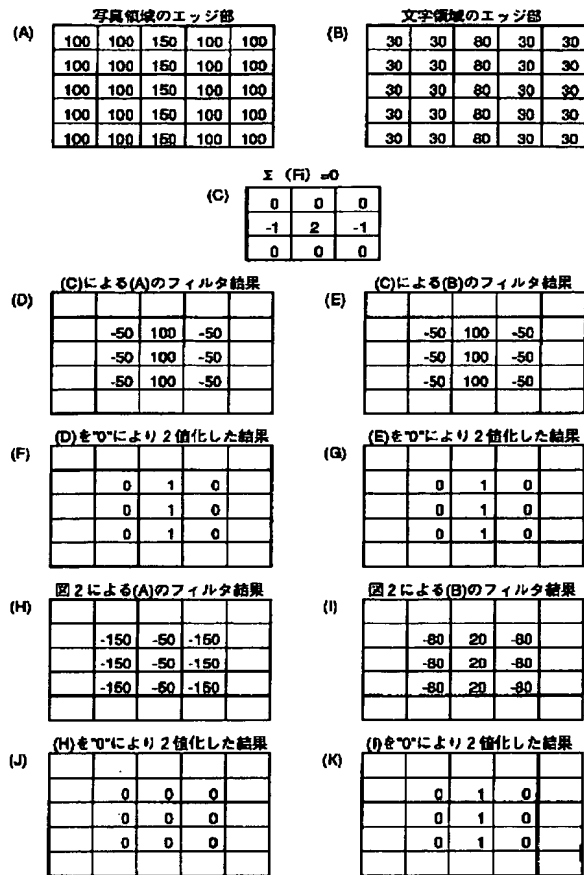 写真領域のエッジ部
文字領域のエッジ部
(A)
100 100 150 100 100
100 100 150 100 100
100 100 150 100 100
100 100 150 100 100
100 100 150 100 100
(B)
30 30 80 30 30
30 30 80 30 30
30 30 80 30 30
30 30 80 30 30
30 30 80 30 30
Σ (Fi) =0
(C)
0 0 0
-1 2 -1
0 0 0
(C)による(A)のフィルタ結果
(D)
-50 100 -50
-50 100 -50
-50 100 -50
(C)による(B)のフィルタ結果
(E)
-50 100 -50
-50 100 -50
-50 100 -50
(D)を"0"により2値化した結果
(F)
0 1 0
0 1 0
0 1 0
(E)を"0"により2値化した結果
(G)
0 1 0
0 1 0
0 1 0
図2による(A)のフィルタ結果
(H)
-150 -50 -150
-150 -50 -150
-150 -50 -150
図2による(B)のフィルタ結果
(I)
-80 20 -80
-80 20 -80
-80 20 -80
(H)を"0"により2値化した結果
(J)
0 0 0
0 0 0
0 0 0
(I)を"0"により2値化した結果
(K)
0 1 0
0 1 0
0 1 0